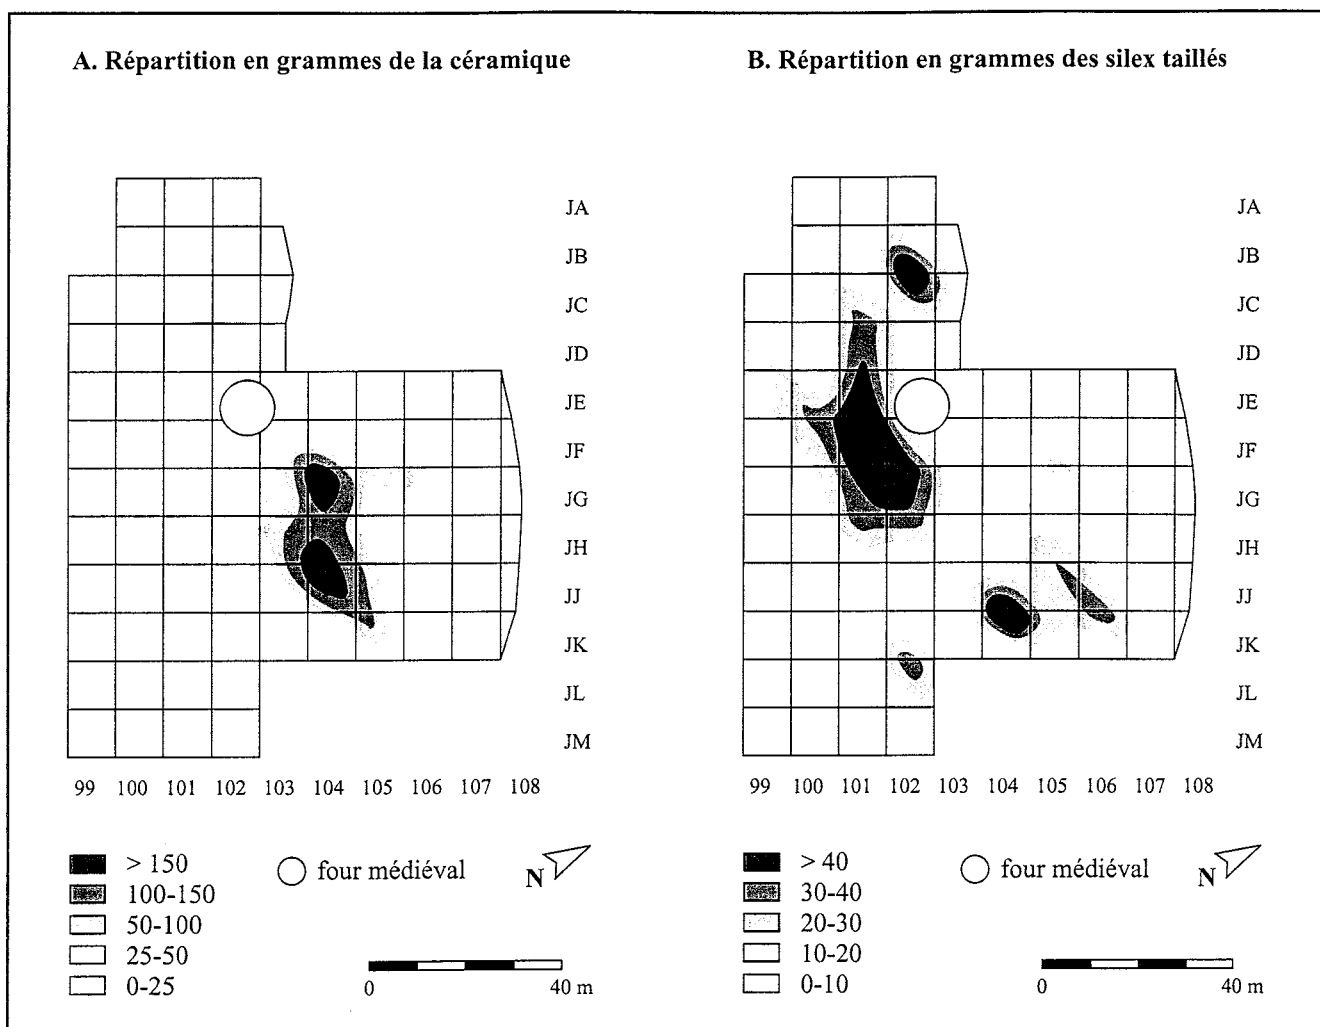 A. Répartition en grammes de la céramique
JA
JB
JC
JD
JE
JF
JG
JH
JJ
JK
JL
JM
99 100 101 102 103 104 105 106 107 108
> 150
100-150
50-100
25-50
0-25
four médiéval
N
0 40 m
B. Répartition en grammes des silex taillés
JA
JB
JC
JD
JE
JF
JG
JH
JJ
JK
JL
JM
99 100 101 102 103 104 105 106 107 108
> 40
30-40
20-30
10-20
0-10
four médiéval
N
0 40 m